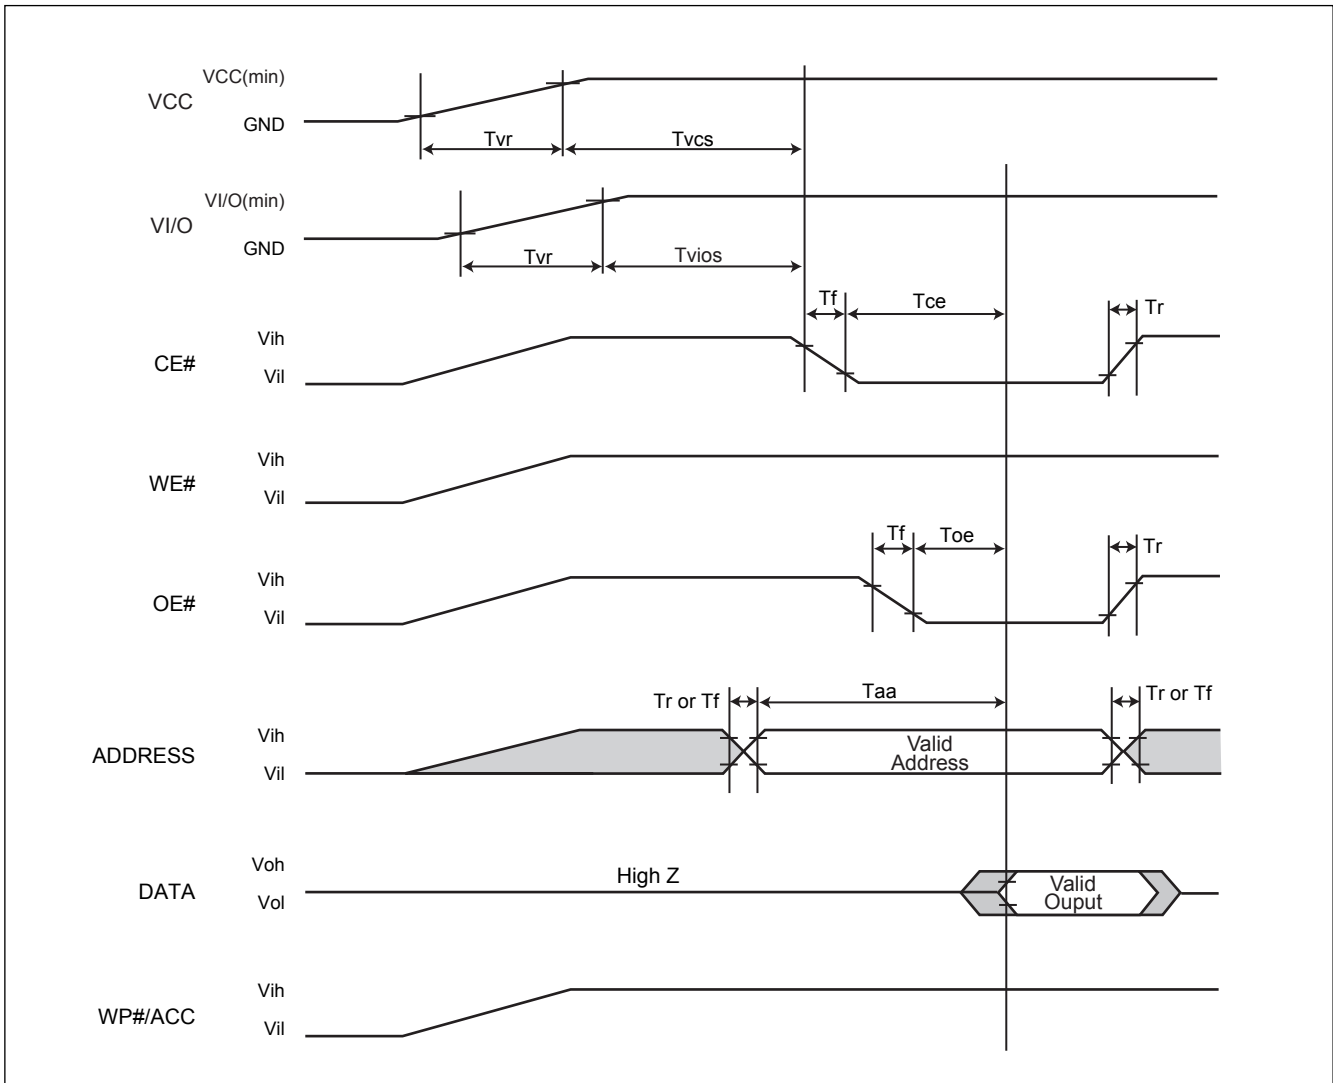 VCC(min)
VCC
GND
Tvr
Tvcs
VI/O(min)
VI/O
GND
Tvr
Tvios
Tf
Tce
Tr
Vih
CE#
Vil
Vih
WE#
Vil
Tf
Toe
Tr
Vih
OE#
Vil
Tr or Tf
Taa
Tr or Tf
Vih
ADDRESS
Vil
Valid
Address
Voh
DATA
Vol
High Z
Valid
Ouput
Vih
WP#/ACC
Vil